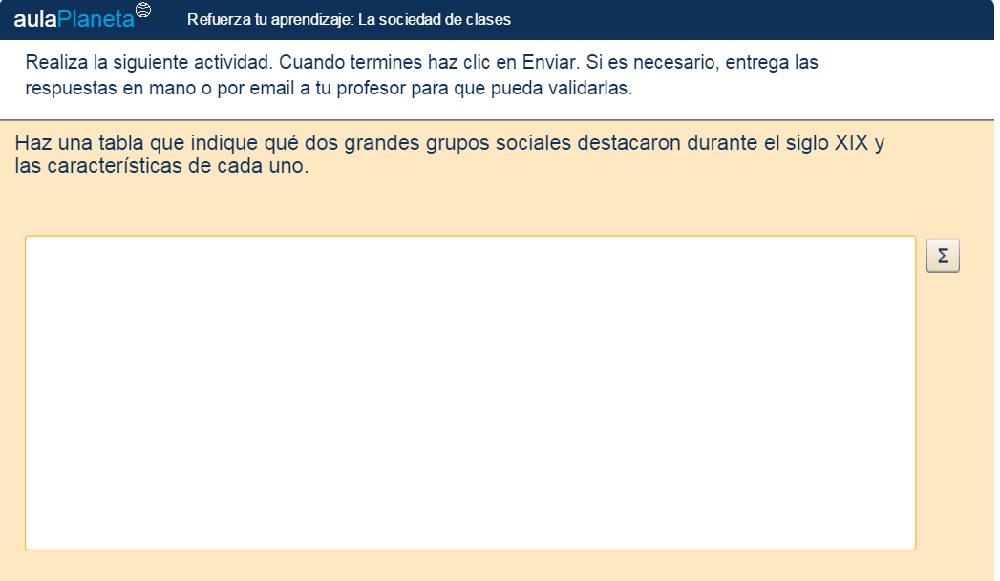 aulaPlaneta Refuerza tu aprendizaje: La sociedad de clases
Realiza la siguiente actividad. Cuando termines haz clic en Enviar. Si es necesario, entrega las
respuestas en mano o por email a tu profesor para que pueda validarlas.
Haz una tabla que indique qué dos grandes grupos sociales destacaron durante el siglo XIX y
las características de cada uno.
Σ